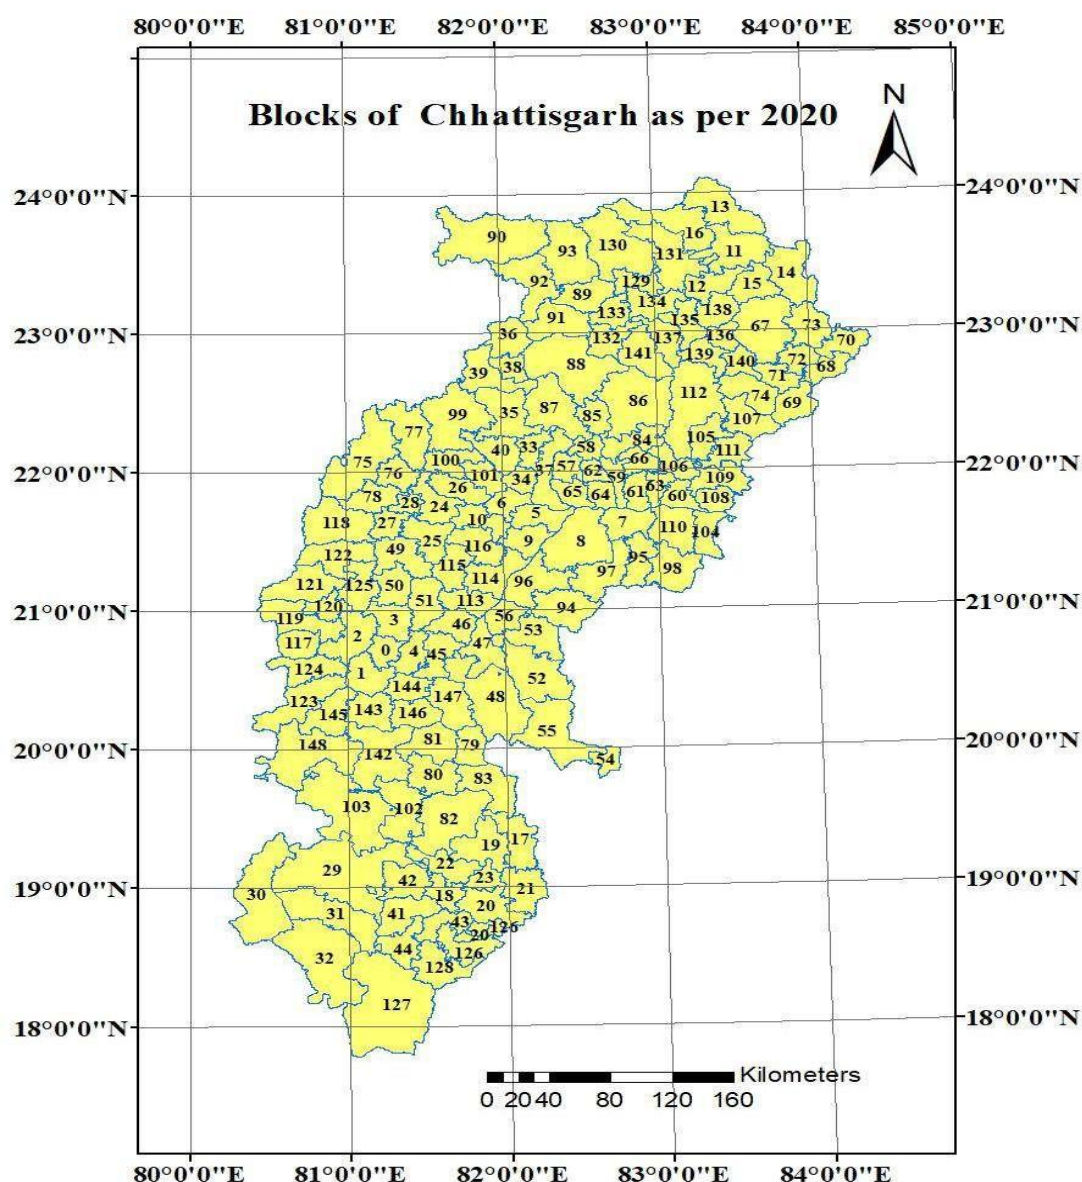 80°0'0"E 81°0'0"E 82°0'0"E 83°0'0"E 84°0'0"E 85°0'0"E
N
Blocks of Chhattisgarh as per 2020
24°0'0"N 24°0'0"N
13
90 93 130 16 131 11
92 89 129 12 15 14
91 133 134 135 138 67 73
23°0'0"N 23°0'0"N
36 132 137 136 70
39 38 88 141 139 140 72 71 68
99 35 87 85 86 112 74 107 69
77 40 33 58 84 105 111
22°0'0"N 22°0'0"N
75 76 100 101 34 37 57 62 59 66 106 109
78 28 24 26 6 65 64 61 63 60 108
118 27 10 5 7 110 104
122 49 25 116 9 8 95
121 125 50 115 114 96 97 98
21°0'0"N 21°0'0"N
119 120 51 113 94
117 2 3 46 56 53
124 1 0 4 45 47 52
123 144 147 48
145 143 146 55
20°0'0"N 20°0'0"N
148 142 81 79 54
80 83
103 102 82
19 17
29 22
19°0'0"N 19°0'0"N
30 42 18 23 21
31 41 43 20 126
32 44 20 126
128
127
18°0'0"N 18°0'0"N
Kilometers
0 20 40 80 120 160
80°0'0"E 81°0'0"E 82°0'0"E 83°0'0"E 84°0'0"E